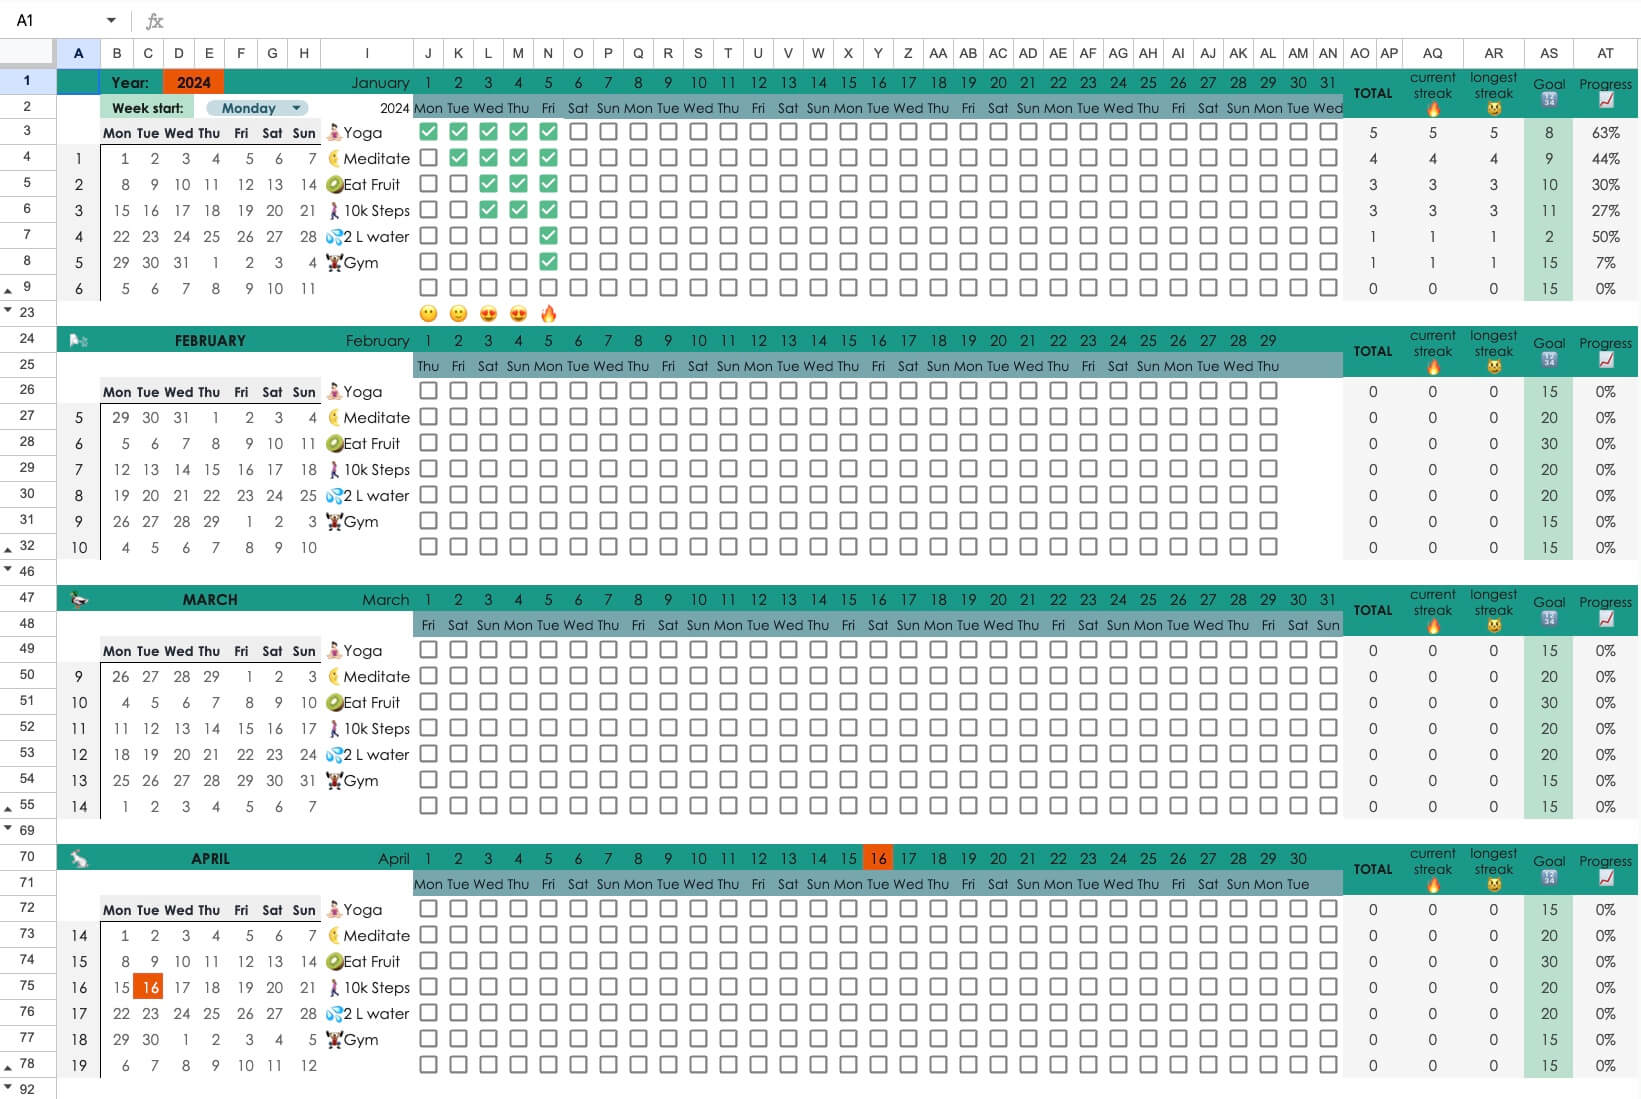 A1 fx
A B C D E F G H I J K L M N O P Q R S T U V W X Y Z AA AB AC AD AE AF AG AH AI AJ AK AL AM AN AO AP AQ AR AS AT
1 Year: 2024 January 1 2 3 4 5 6 7 8 9 10 11 12 13 14 15 16 17 18 19 20 21 22 23 24 25 26 27 28 29 30 31 TOTAL current streak longest streak Goal Progress
2 Week start: Monday 2024 Mon Tue Wed Thu Fri Sat Sun Mon Tue Wed Thu Fri Sat Sun Mon Tue Wed Thu Fri Sat Sun Mon Tue Wed Thu Fri Sat Sun Mon Tue Wed
3 Mon Tue Wed Thu Fri Sat Sun Yoga 5 5 5 8 63%
4 1 1 2 3 4 5 6 7 Meditate 4 4 4 9 44%
5 2 8 9 10 11 12 13 14 Eat Fruit 3 3 3 10 30%
6 3 15 16 17 18 19 20 21 10k Steps 3 3 3 11 27%
7 4 22 23 24 25 26 27 28 2 L water 1 1 1 2 50%
8 5 29 30 31 1 2 3 4 Gym 1 1 1 15 7%
9 6 5 6 7 8 9 10 11 0 0 0 15 0%
23
24 FEBRUARY February 1 2 3 4 5 6 7 8 9 10 11 12 13 14 15 16 17 18 19 20 21 22 23 24 25 26 27 28 29 TOTAL current streak longest streak Goal Progress
25 Thu Fri Sat Sun Mon Tue Wed Thu Fri Sat Sun Mon Tue Wed Thu Fri Sat Sun Mon Tue Wed Thu Fri Sat Sun Mon Tue Wed Thu
26 Mon Tue Wed Thu Fri Sat Sun Yoga 0 0 0 15 0%
27 5 29 30 31 1 2 3 4 Meditate 0 0 0 20 0%
28 6 5 6 7 8 9 10 11 Eat Fruit 0 0 0 30 0%
29 7 12 13 14 15 16 17 18 10k Steps 0 0 0 20 0%
30 8 19 20 21 22 23 24 25 2 L water 0 0 0 20 0%
31 9 26 27 28 29 1 2 3 Gym 0 0 0 15 0%
32 10 4 5 6 7 8 9 10 0 0 0 15 0%
46
47 MARCH March 1 2 3 4 5 6 7 8 9 10 11 12 13 14 15 16 17 18 19 20 21 22 23 24 25 26 27 28 29 30 31 TOTAL current streak longest streak Goal Progress
48 Fri Sat Sun Mon Tue Wed Thu Fri Sat Sun Mon Tue Wed Thu Fri Sat Sun Mon Tue Wed Thu Fri Sat Sun Mon Tue Wed Thu Fri Sat Sun
49 Mon Tue Wed Thu Fri Sat Sun Yoga 0 0 0 15 0%
50 9 26 27 28 29 1 2 3 Meditate 0 0 0 20 0%
51 10 4 5 6 7 8 9 10 Eat Fruit 0 0 0 30 0%
52 11 11 12 13 14 15 16 17 10k Steps 0 0 0 20 0%
53 12 18 19 20 21 22 23 24 2 L water 0 0 0 20 0%
54 13 25 26 27 28 29 30 31 Gym 0 0 0 15 0%
55 14 1 2 3 4 5 6 7 0 0 0 15 0%
69
70 APRIL April 1 2 3 4 5 6 7 8 9 10 11 12 13 14 15 16 17 18 19 20 21 22 23 24 25 26 27 28 29 30 TOTAL current streak longest streak Goal Progress
71 Mon Tue Wed Thu Fri Sat Sun Mon Tue Wed Thu Fri Sat Sun Mon Tue Wed Thu Fri Sat Sun Mon Tue Wed Thu Fri Sat Sun Mon Tue
72 Mon Tue Wed Thu Fri Sat Sun Yoga 0 0 0 15 0%
73 14 1 2 3 4 5 6 7 Meditate 0 0 0 20 0%
74 15 8 9 10 11 12 13 14 Eat Fruit 0 0 0 30 0%
75 16 15 16 17 18 19 20 21 10k Steps 0 0 0 20 0%
76 17 22 23 24 25 26 27 28 2 L water 0 0 0 20 0%
77 18 29 30 1 2 3 4 5 Gym 0 0 0 15 0%
78 19 6 7 8 9 10 11 12 0 0 0 15 0%
92